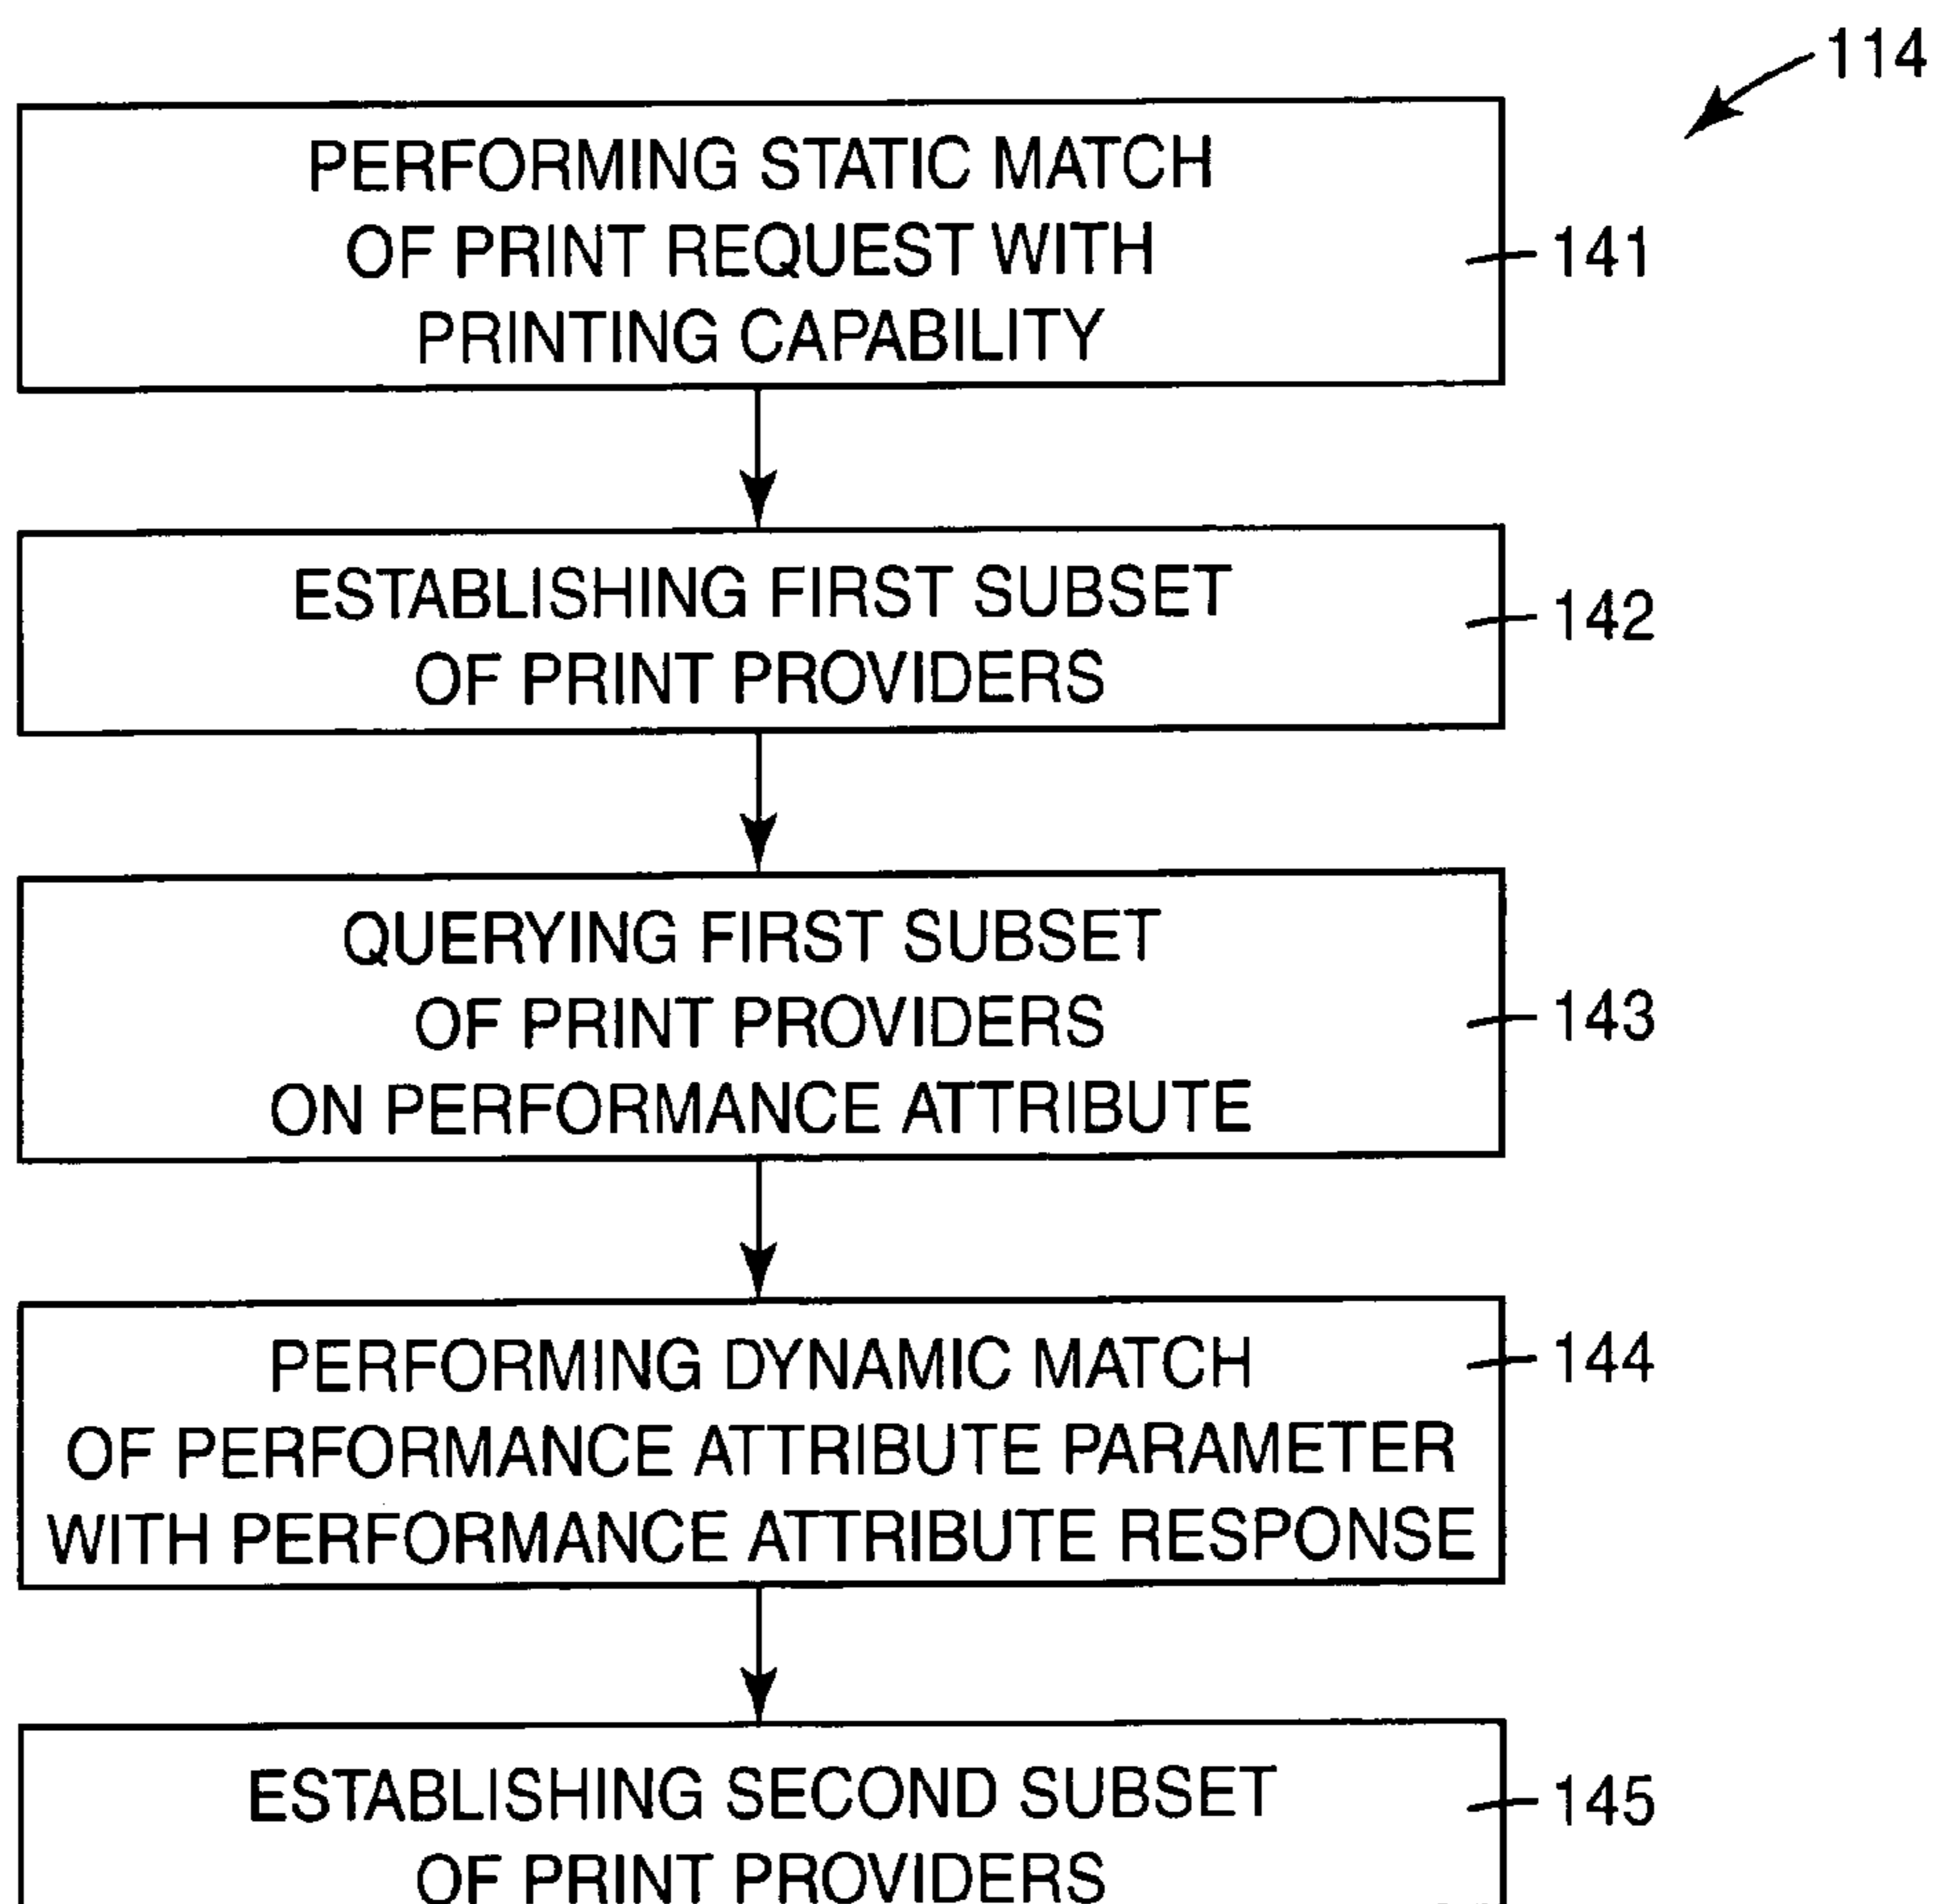 114
PERFORMING STATIC MATCH
OF PRINT REQUEST WITH
PRINTING CAPABILITY
141
ESTABLISHING FIRST SUBSET
OF PRINT PROVIDERS
142
QUERYING FIRST SUBSET
OF PRINT PROVIDERS
ON PERFORMANCE ATTRIBUTE
143
PERFORMING DYNAMIC MATCH
OF PERFORMANCE ATTRIBUTE PARAMETER
WITH PERFORMANCE ATTRIBUTE RESPONSE
144
ESTABLISHING SECOND SUBSET
OF PRINT PROVIDERS
145